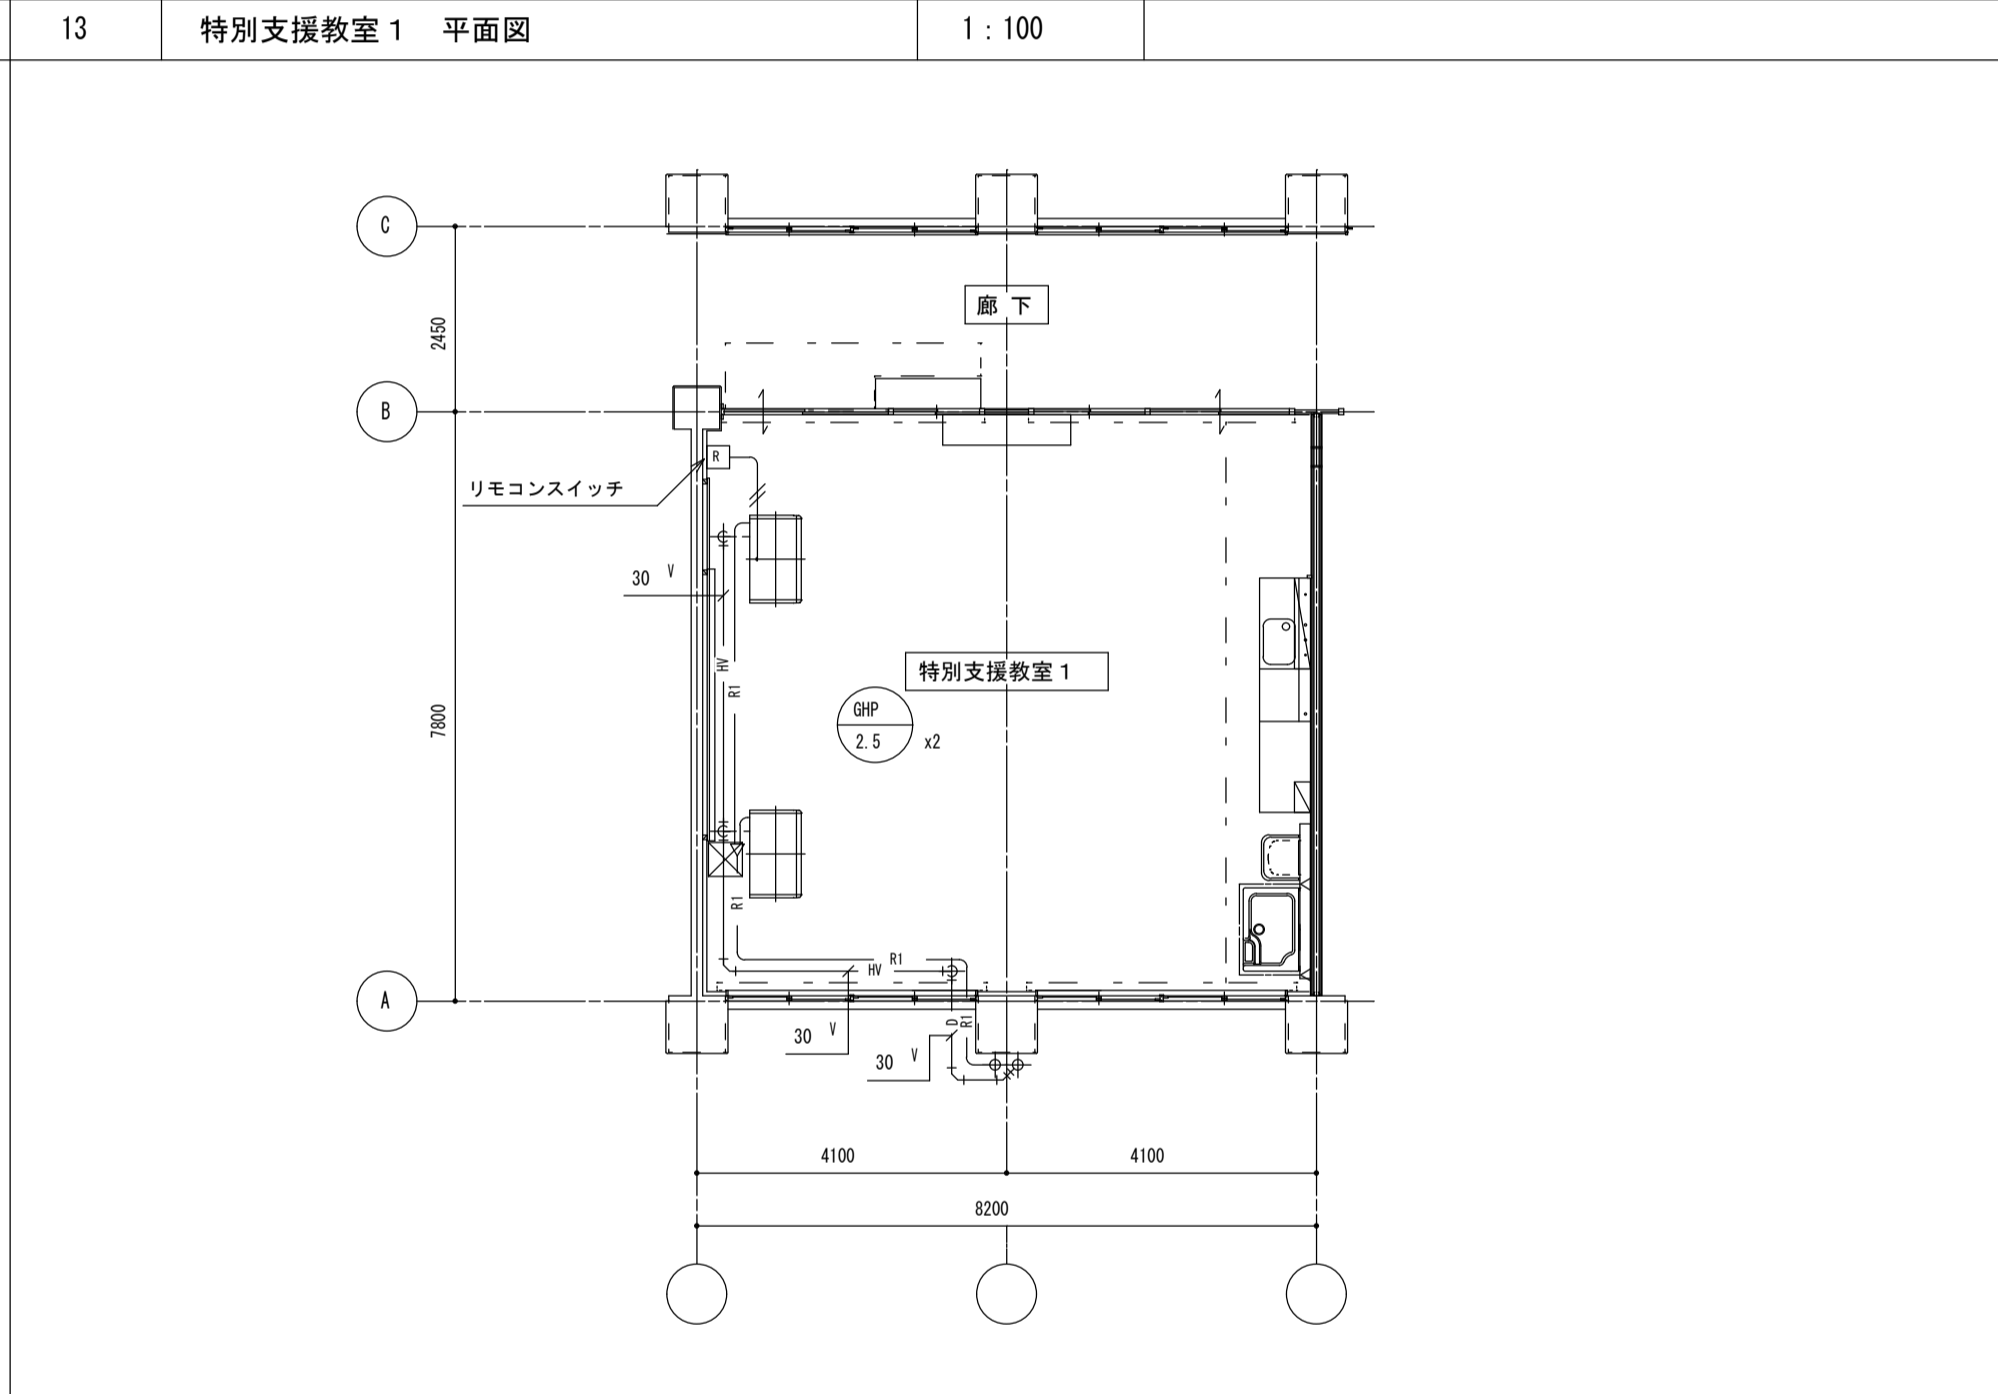 13 特別支援教室１ 平面図 1：100
C
2450
廊 下
B
R
リモコンスイッチ
30 V
HV
R1
特別支援教室１
GHP
2.5 x2
7800
R1
R1
HV
A
D
R1
30 V
30 V
4100 4100
8200